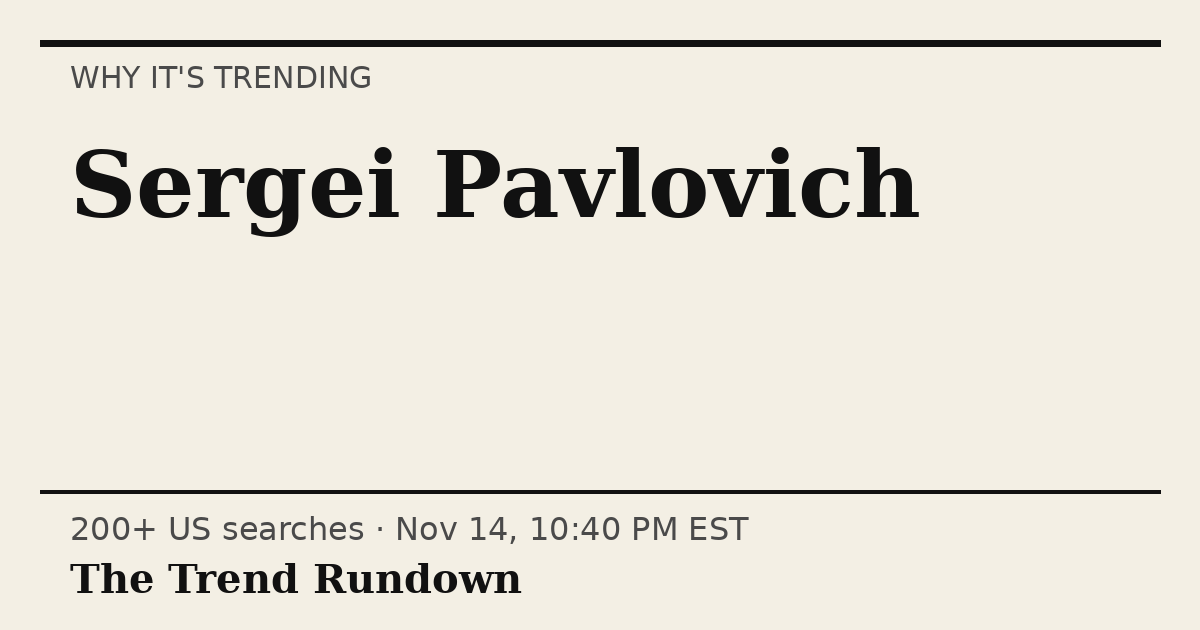 WHY IT'S TRENDING
Sergei Pavlovich
200+ US searches · Nov 14, 10:40 PM EST
The Trend Rundown